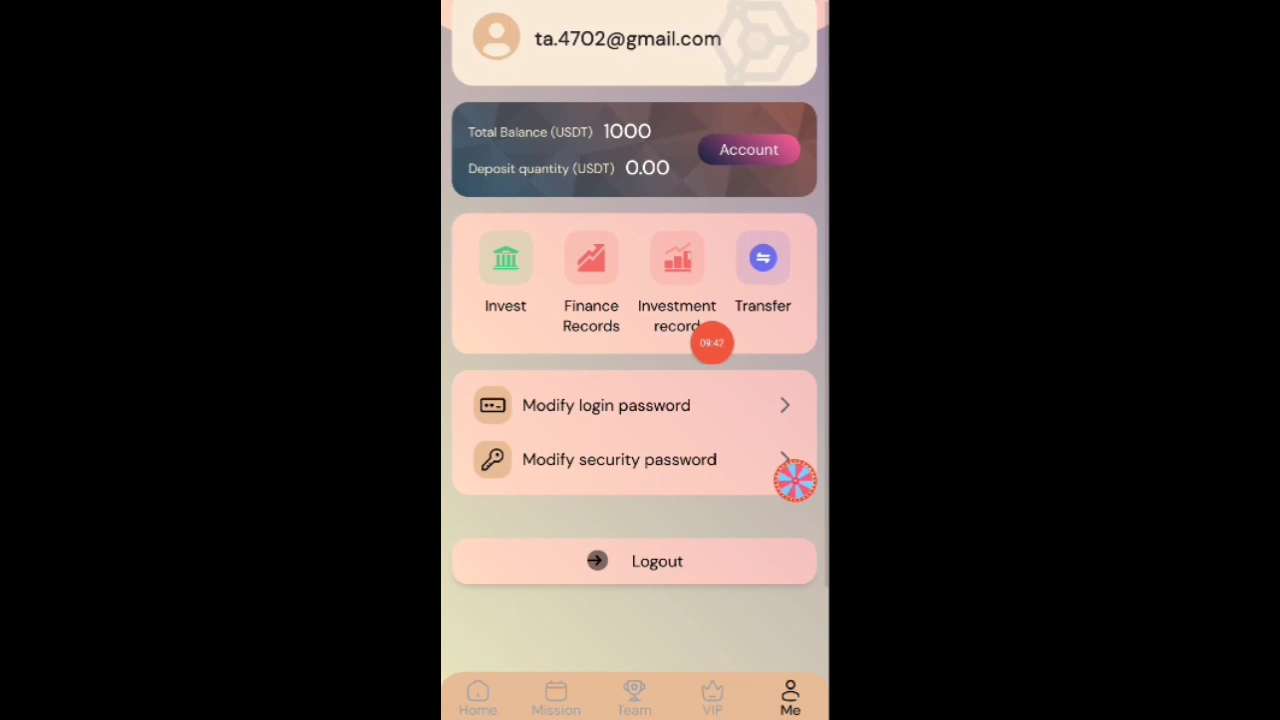 ta.4702@gmail.com
Total Balance (USDT) 1000
Account
Deposit quantity (USDT) 0.00
Invest
Finance
Records
Investment
record
Transfer
09:42
Modify login password
Modify security password
Logout
Home
Mission
Team
VIP
Me